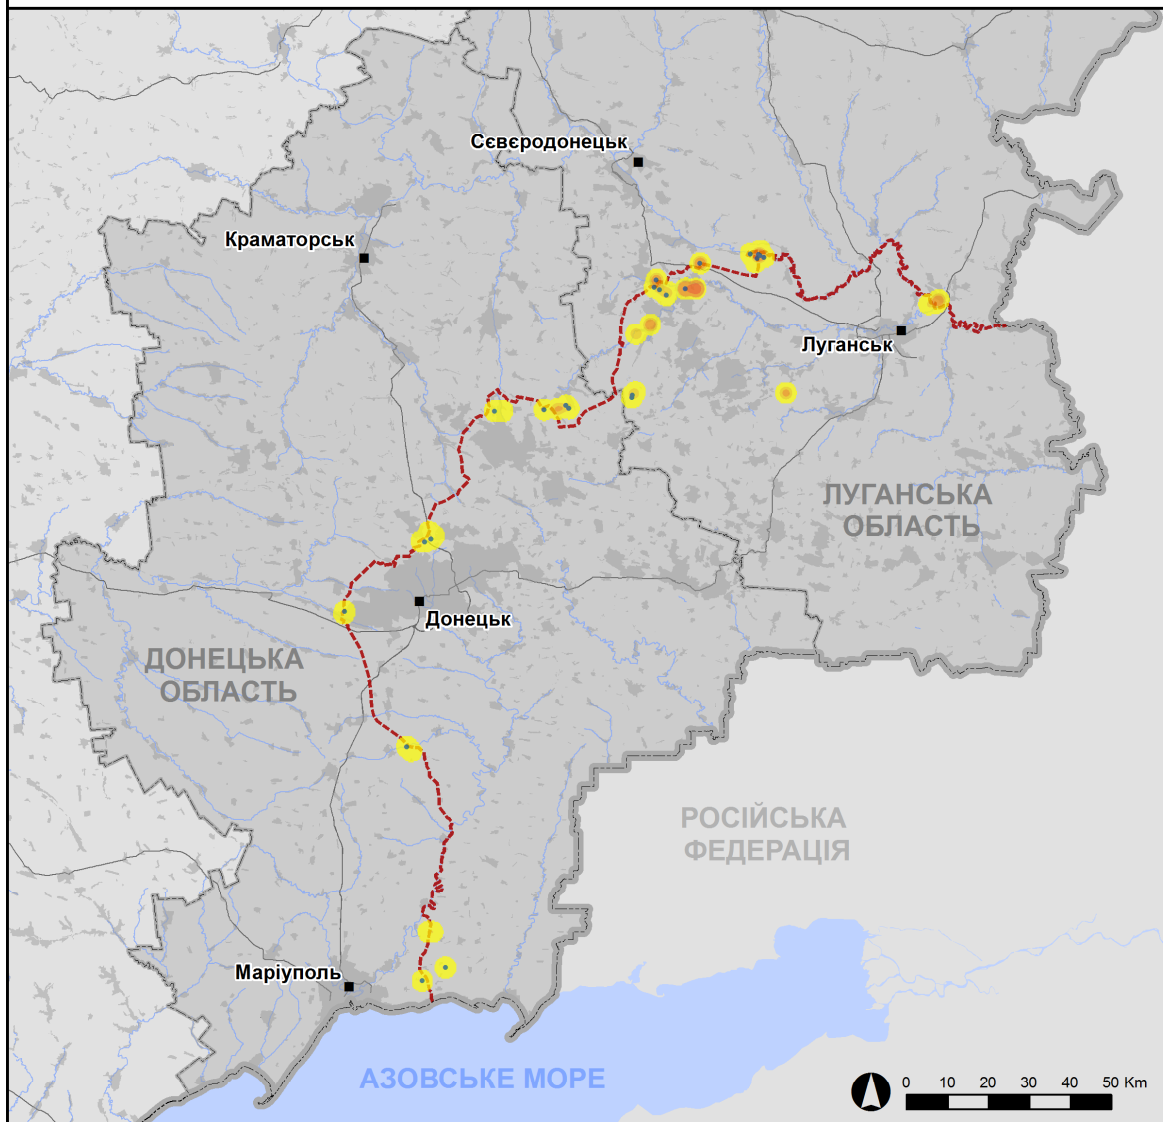 Сєвєродонецьк
Краматорськ
Луганськ
ЛУГАНСЬКА
ОБЛАСТЬ
Донецьк
ДОНЕЦЬКА
ОБЛАСТЬ
РОСІЙСЬКА
ФЕДЕРАЦІЯ
Маріуполь
АЗОВСЬКЕ МОРЕ
0 10 20 30 40 50 Km